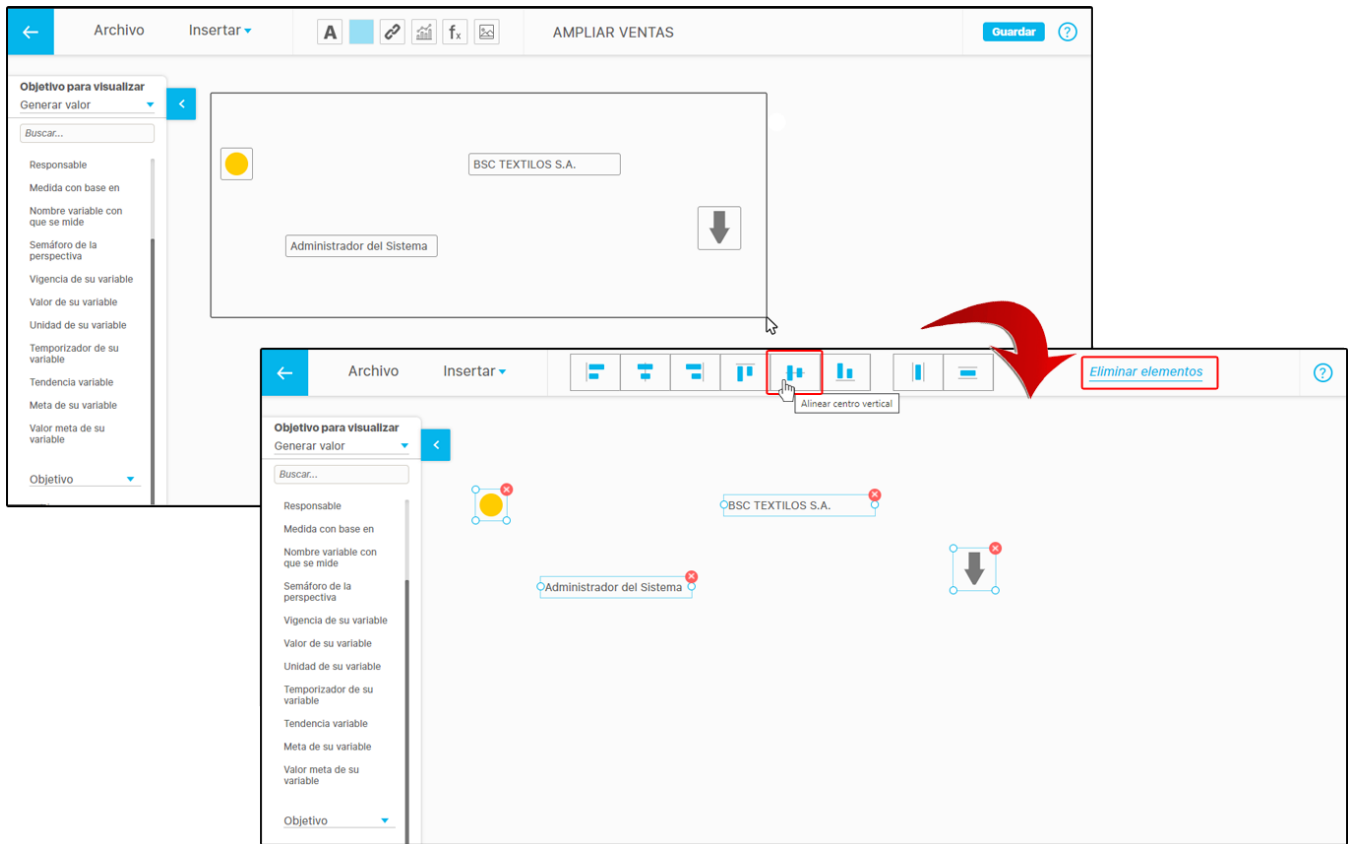 Archivo
Insertar
A
fx
AMPLIAR VENTAS
Guardar
?
Objetivo para visualizar
Generar valor
Buscar...
Responsable
Medida con base en
Nombre variable con
que se mide
Semáforo de la
perspectiva
Vigencia de su variable
Valor de su variable
Unidad de su variable
Temporizador de su
variable
Tendencia variable
Meta de su variable
Valor meta de su
variable
Objetivo
BSC TEXTILOS S.A.
Administrador del Sistema
Archivo
Insertar
Eliminar elementos
?
Alinear centro vertical
Objetivo para visualizar
Generar valor
Buscar...
Responsable
Medida con base en
Nombre variable con
que se mide
Semáforo de la
perspectiva
Vigencia de su variable
Valor de su variable
Unidad de su variable
Temporizador de su
variable
Tendencia variable
Meta de su variable
Valor meta de su
variable
Objetivo
BSC TEXTILOS S.A.
Administrador del Sistema